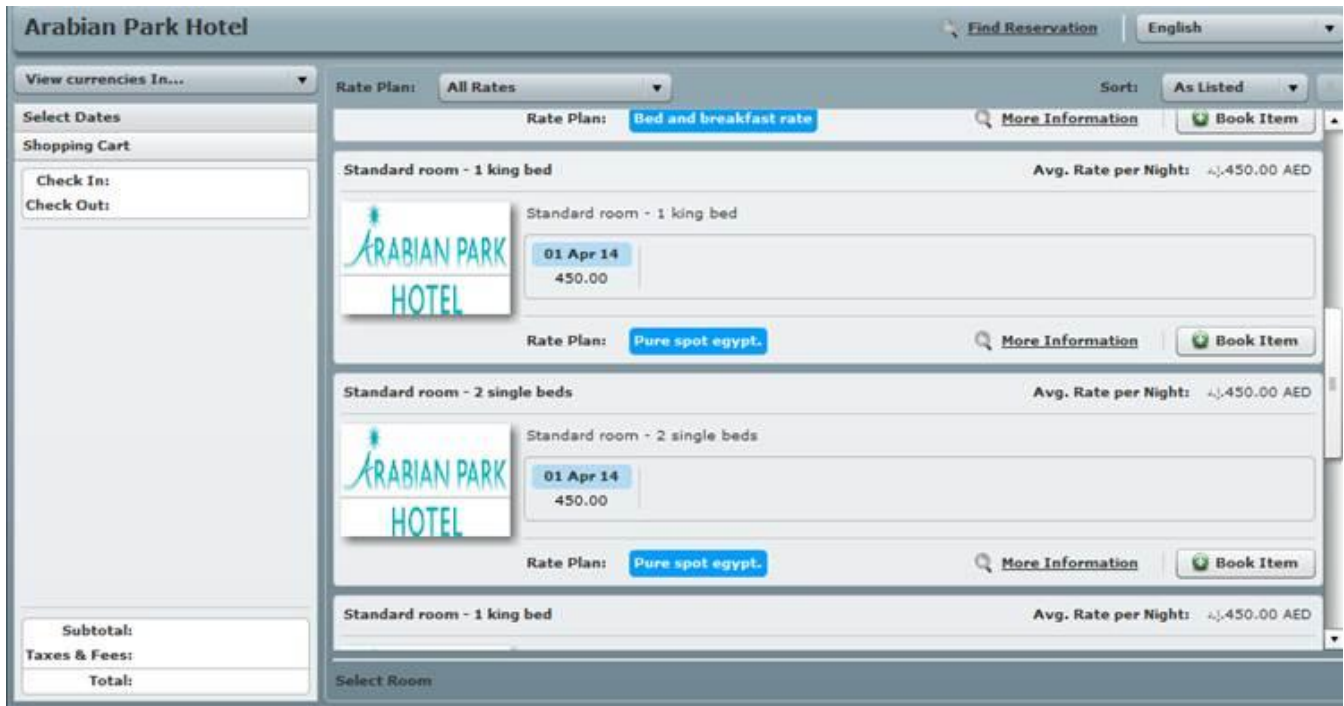 Arabian Park Hotel
Find Reservation
English
View currencies In...
Select Dates
Shopping Cart
Check In:
Check Out:
Subtotal:
Taxes & Fees:
Total:
Rate Plan: All Rates
Sort: As Listed
Rate Plan: Bed and breakfast rate More Information Book Item
Standard room - 1 king bed Avg. Rate per Night: د.إ.450.00 AED
Standard room - 1 king bed
ARABIAN PARK
HOTEL
01 Apr 14
450.00
Rate Plan: Pure spot egypt. More Information Book Item
Standard room - 2 single beds Avg. Rate per Night: د.إ.450.00 AED
Standard room - 2 single beds
ARABIAN PARK
HOTEL
01 Apr 14
450.00
Rate Plan: Pure spot egypt. More Information Book Item
Standard room - 1 king bed Avg. Rate per Night: د.إ.450.00 AED
Select Room